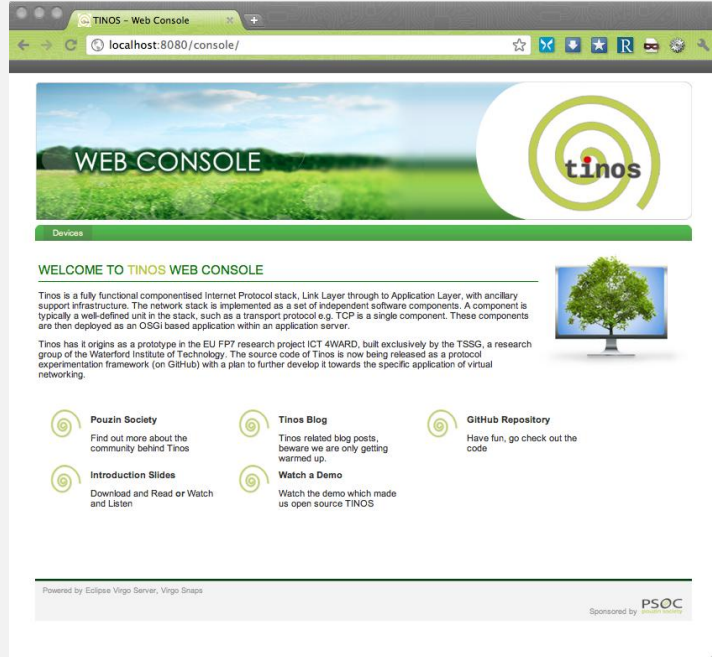 TINOS – Web Console
localhost:8080/console/
WEB CONSOLE
tinos
Devices
WELCOME TO TINOS WEB CONSOLE
Tinos is a fully functional componentised Internet Protocol stack, Link Layer through to Application Layer, with ancillary
support infrastructure. The network stack is implemented as a set of independent software components. A component is
typically a well-defined unit in the stack, such as a transport protocol e.g. TCP is a single component. These components
are then deployed as an OSGi based application within an application server.
Tinos has it origins as a prototype in the EU FP7 research project ICT 4WARD, built exclusively by the TSSG, a research
group of the Waterford Institute of Technology. The source code of Tinos is now being released as a protocol
experimentation framework (on GitHub) with a plan to further develop it towards the specific application of virtual
networking.
Pouzin Society
Find out more about the
community behind Tinos
Tinos Blog
Tinos related blog posts,
beware we are only getting
warmed up.
GitHub Repository
Have fun, go check out the
code
Introduction Slides
Download and Read or Watch
and Listen
Watch a Demo
Watch the demo which made
us open source TINOS
Powered by Eclipse Virgo Server, Virgo Snaps
Sponsored by PSOC